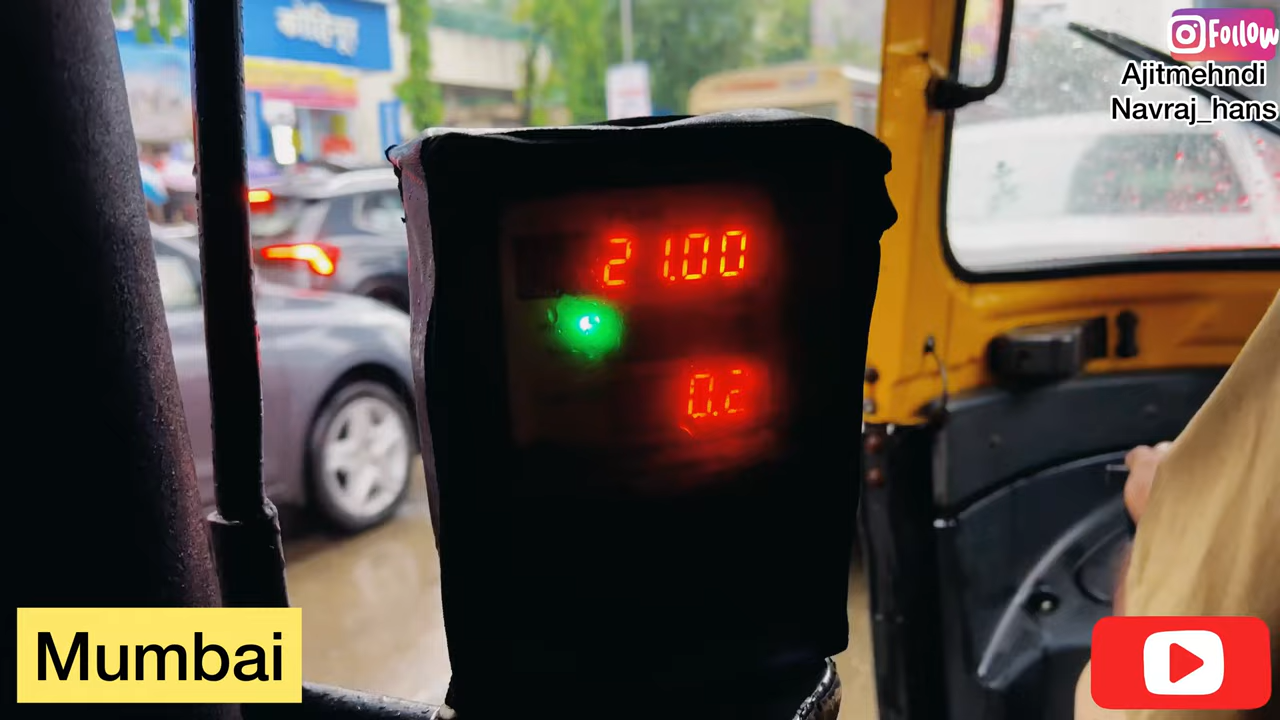 कोहिनूर
Follow
Ajitmehndi
Navraj_hans
21.00
0.2
Mumbai